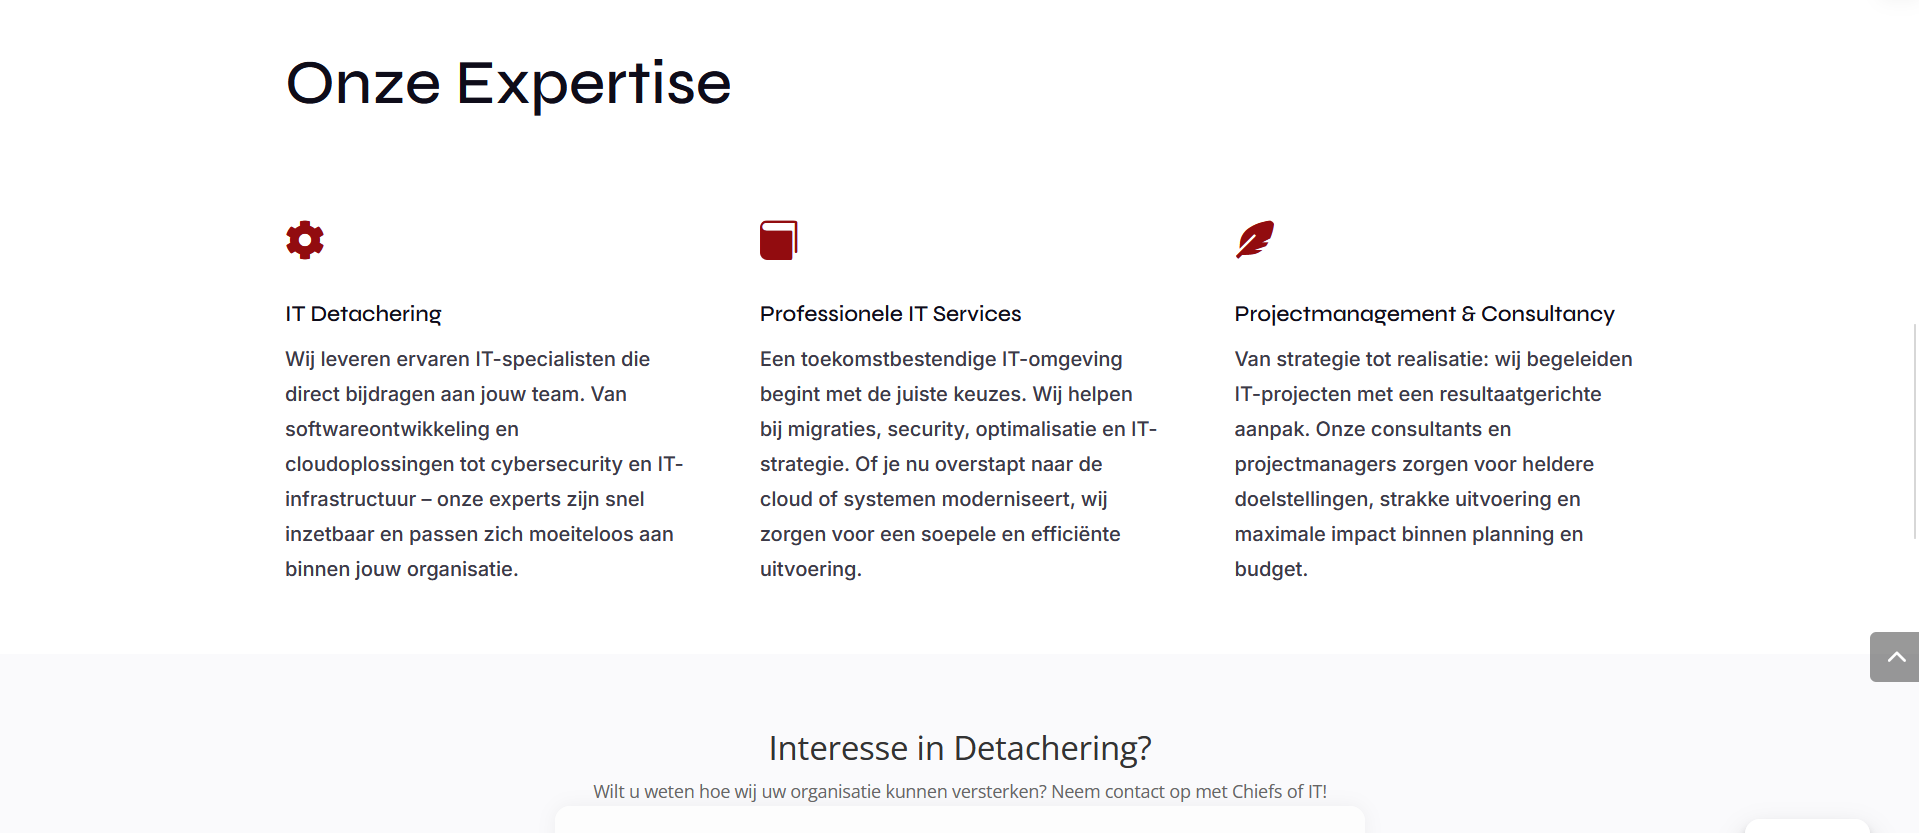 Onze Expertise
IT Detachering
Wij leveren ervaren IT-specialisten die
direct bijdragen aan jouw team. Van
softwareontwikkeling en
cloudoplossingen tot cybersecurity en IT-
infrastructuur – onze experts zijn snel
inzetbaar en passen zich moeiteloos aan
binnen jouw organisatie.
Professionele IT Services
Een toekomstbestendige IT-omgeving
begint met de juiste keuzes. Wij helpen
bij migraties, security, optimalisatie en IT-
strategie. Of je nu overstapt naar de
cloud of systemen moderniseert, wij
zorgen voor een soepele en efficiënte
uitvoering.
Projectmanagement & Consultancy
Van strategie tot realisatie: wij begeleiden
IT-projecten met een resultaatgerichte
aanpak. Onze consultants en
projectmanagers zorgen voor heldere
doelstellingen, strakke uitvoering en
maximale impact binnen planning en
budget.
Interesse in Detachering?
Wilt u weten hoe wij uw organisatie kunnen versterken? Neem contact op met Chiefs of IT!